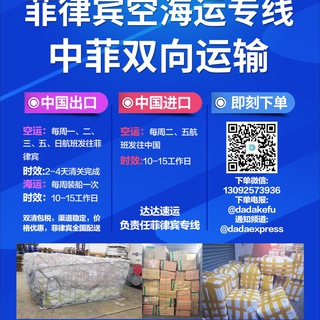 菲律宾空海运专线
中菲双向运输
中国出口
空运：每周一、二、
三、五、日航班发往菲
律宾
时效:2-4天清关完成
海运：每周装船一次
时效：10-15工作日
双清包税，渠道稳定，价
格优惠，菲律宾全国配送
中国进口
空运：每周二、五航
班发往中国
时效:10-15工作日
达达速运
负责任菲律宾专线
即刻下单
下单微信:
13092573936
下单电报:
@dadakefu
通知频道:
@dadaexpress